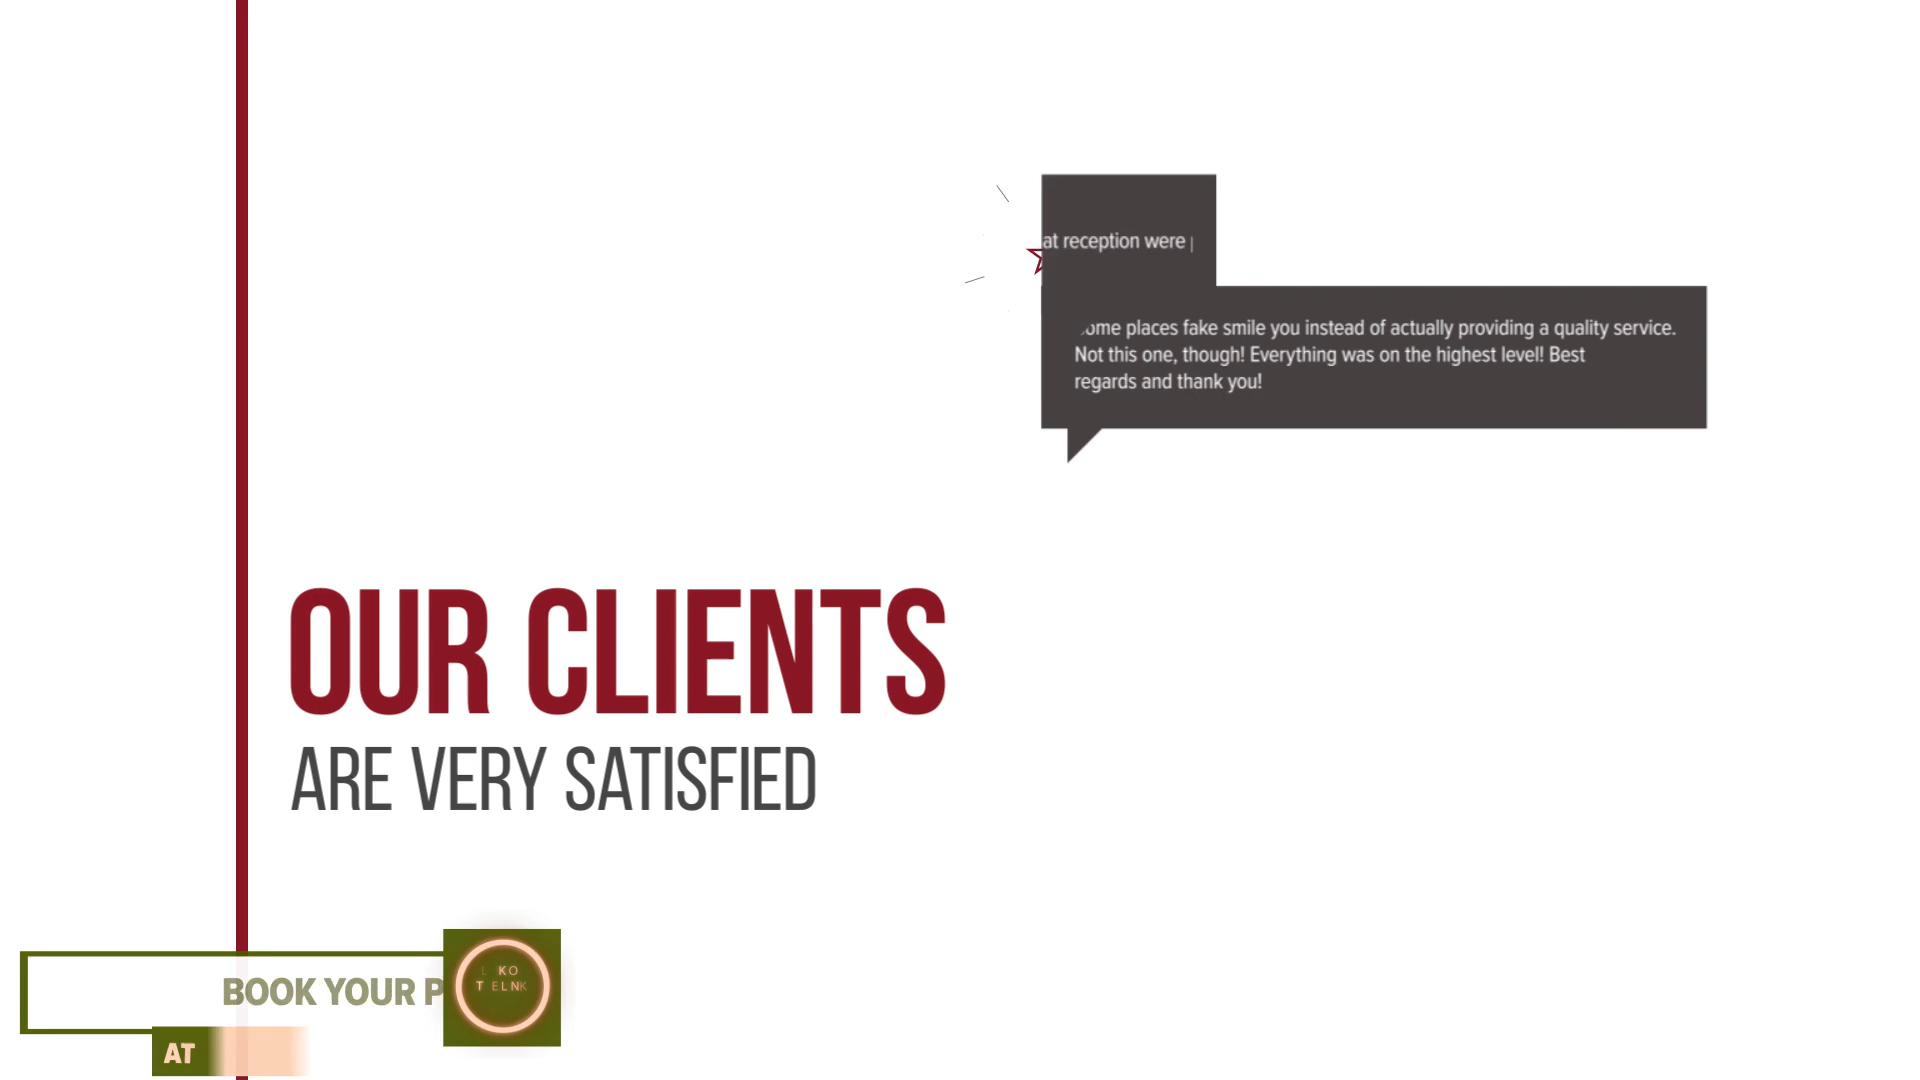 at reception were
ome places fake smile you instead of actually providing a quality service.
Not this one, though! Everything was on the highest level! Best
regards and thank you!
OUR CLIENTS
ARE VERY SATISFIED
BOOK YOUR P
AT